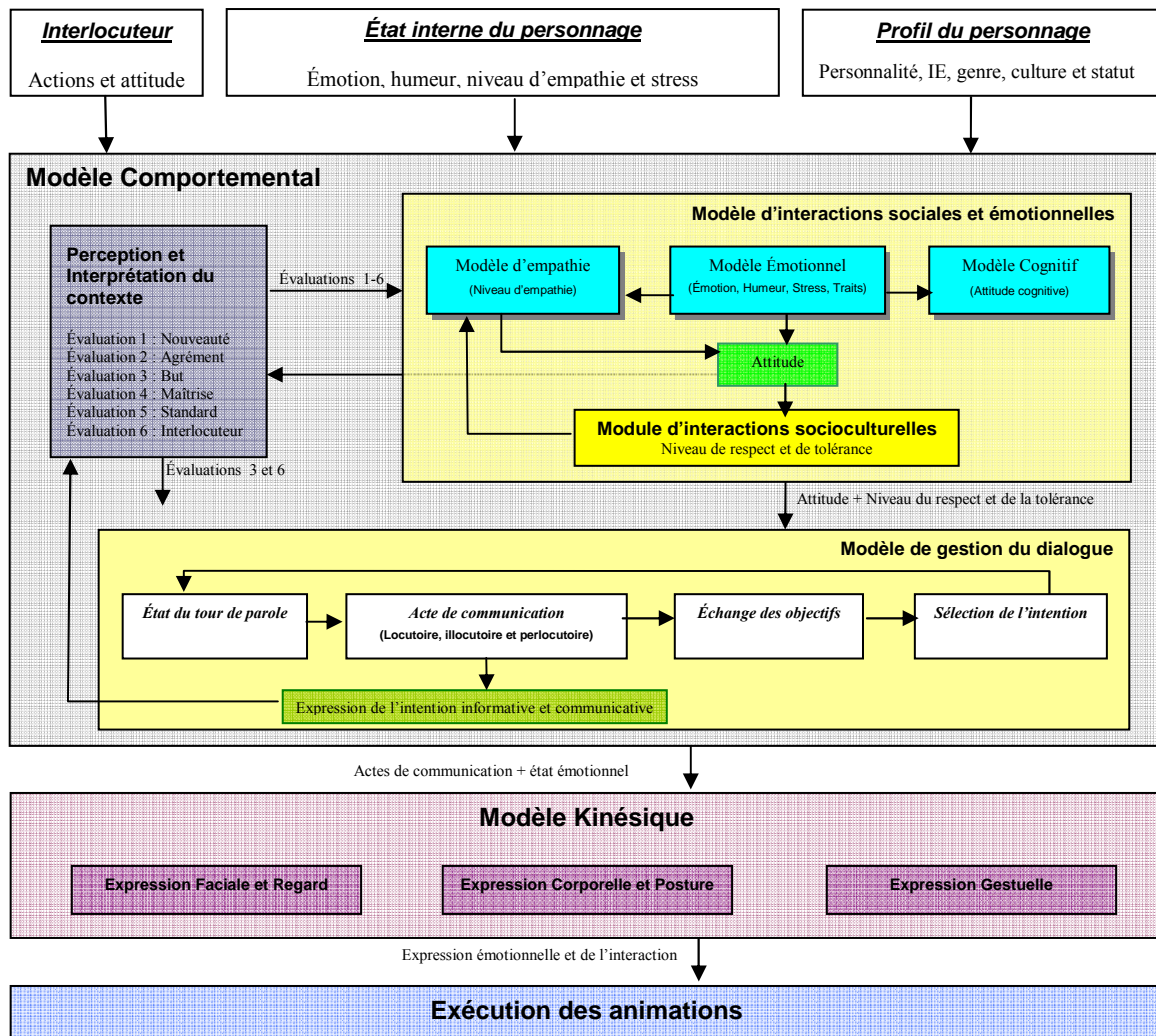 Interlocuteur
Actions et attitude
État interne du personnage
Émotion, humeur, niveau d'empathie et stress
Profil du personnage
Personnalité, IE, genre, culture et statut
Modèle Comportemental
Modèle d'interactions sociales et émotionnelles
Perception et
Interprétation du
contexte
Évaluation 1 : Nouveauté
Évaluation 2 : Agrément
Évaluation 3 : But
Évaluation 4 : Maîtrise
Évaluation 5 : Standard
Évaluation 6 : Interlocuteur
Évaluations 1-6
Modèle d'empathie
(Niveau d'empathie)
Modèle Émotionnel
(Émotion, Humeur, Stress, Traits)
Modèle Cognitif
(Attitude cognitive)
Attitude
Module d'interactions socioculturelles
Niveau de respect et de tolérance
Évaluations 3 et 6
Attitude + Niveau du respect et de la tolérance
Modèle de gestion du dialogue
État du tour de parole
Acte de communication
(Locutoire, illocutoire et perlocutoire)
Échange des objectifs
Sélection de l'intention
Expression de l'intention informative et communicative
Actes de communication + état émotionnel
Modèle Kinésique
Expression Faciale et Regard
Expression Corporelle et Posture
Expression Gestuelle
Expression émotionnelle et de l'interaction
Exécution des animations